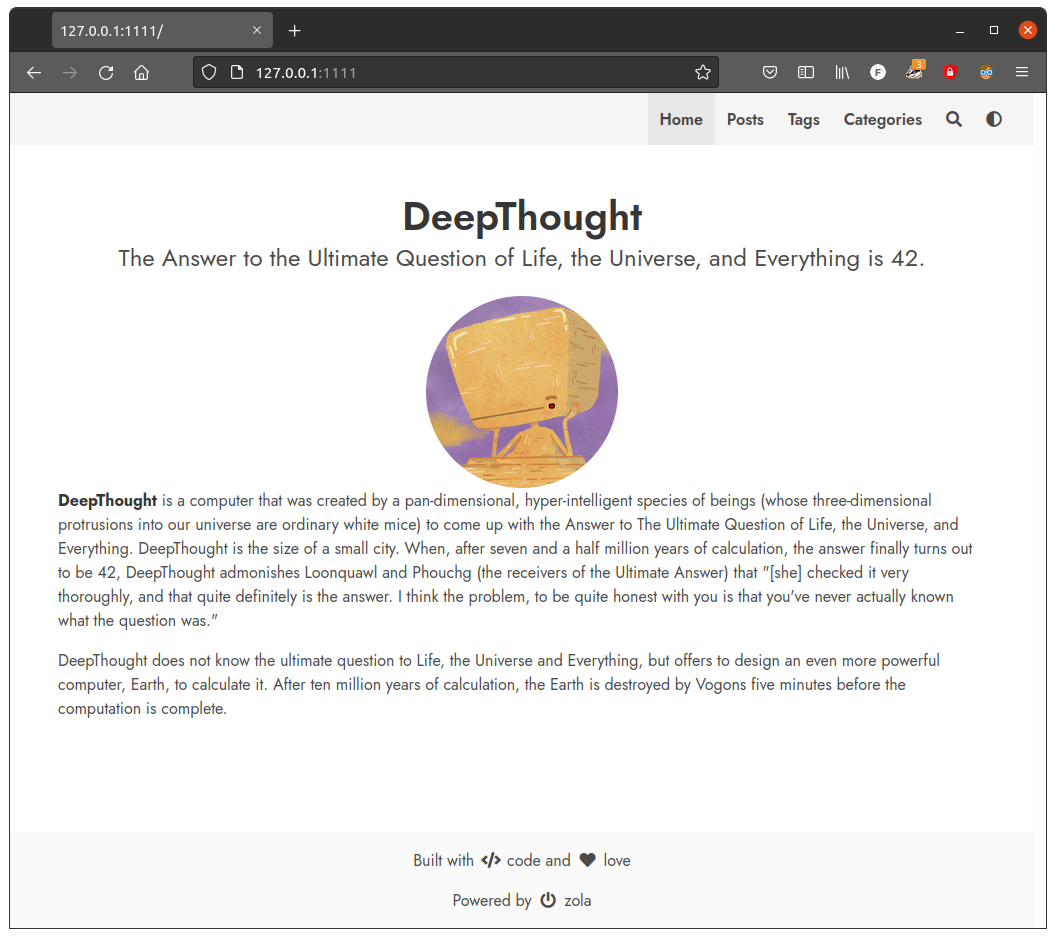 127.0.0.1:1111/
127.0.0.1:1111
F
3
Home Posts Tags Categories
DeepThought
The Answer to the Ultimate Question of Life, the Universe, and Everything is 42.
DeepThought is a computer that was created by a pan-dimensional, hyper-intelligent species of beings (whose three-dimensional
protrusions into our universe are ordinary white mice) to come up with the Answer to The Ultimate Question of Life, the Universe, and
Everything. DeepThought is the size of a small city. When, after seven and a half million years of calculation, the answer finally turns out
to be 42, DeepThought admonishes Loonquawl and Phouchg (the receivers of the Ultimate Answer) that "[she] checked it very
thoroughly, and that quite definitely is the answer. I think the problem, to be quite honest with you is that you've never actually known
what the question was."
DeepThought does not know the ultimate question to Life, the Universe and Everything, but offers to design an even more powerful
computer, Earth, to calculate it. After ten million years of calculation, the Earth is destroyed by Vogons five minutes before the
computation is complete.
Built with </> code and ♥ love
Powered by zola